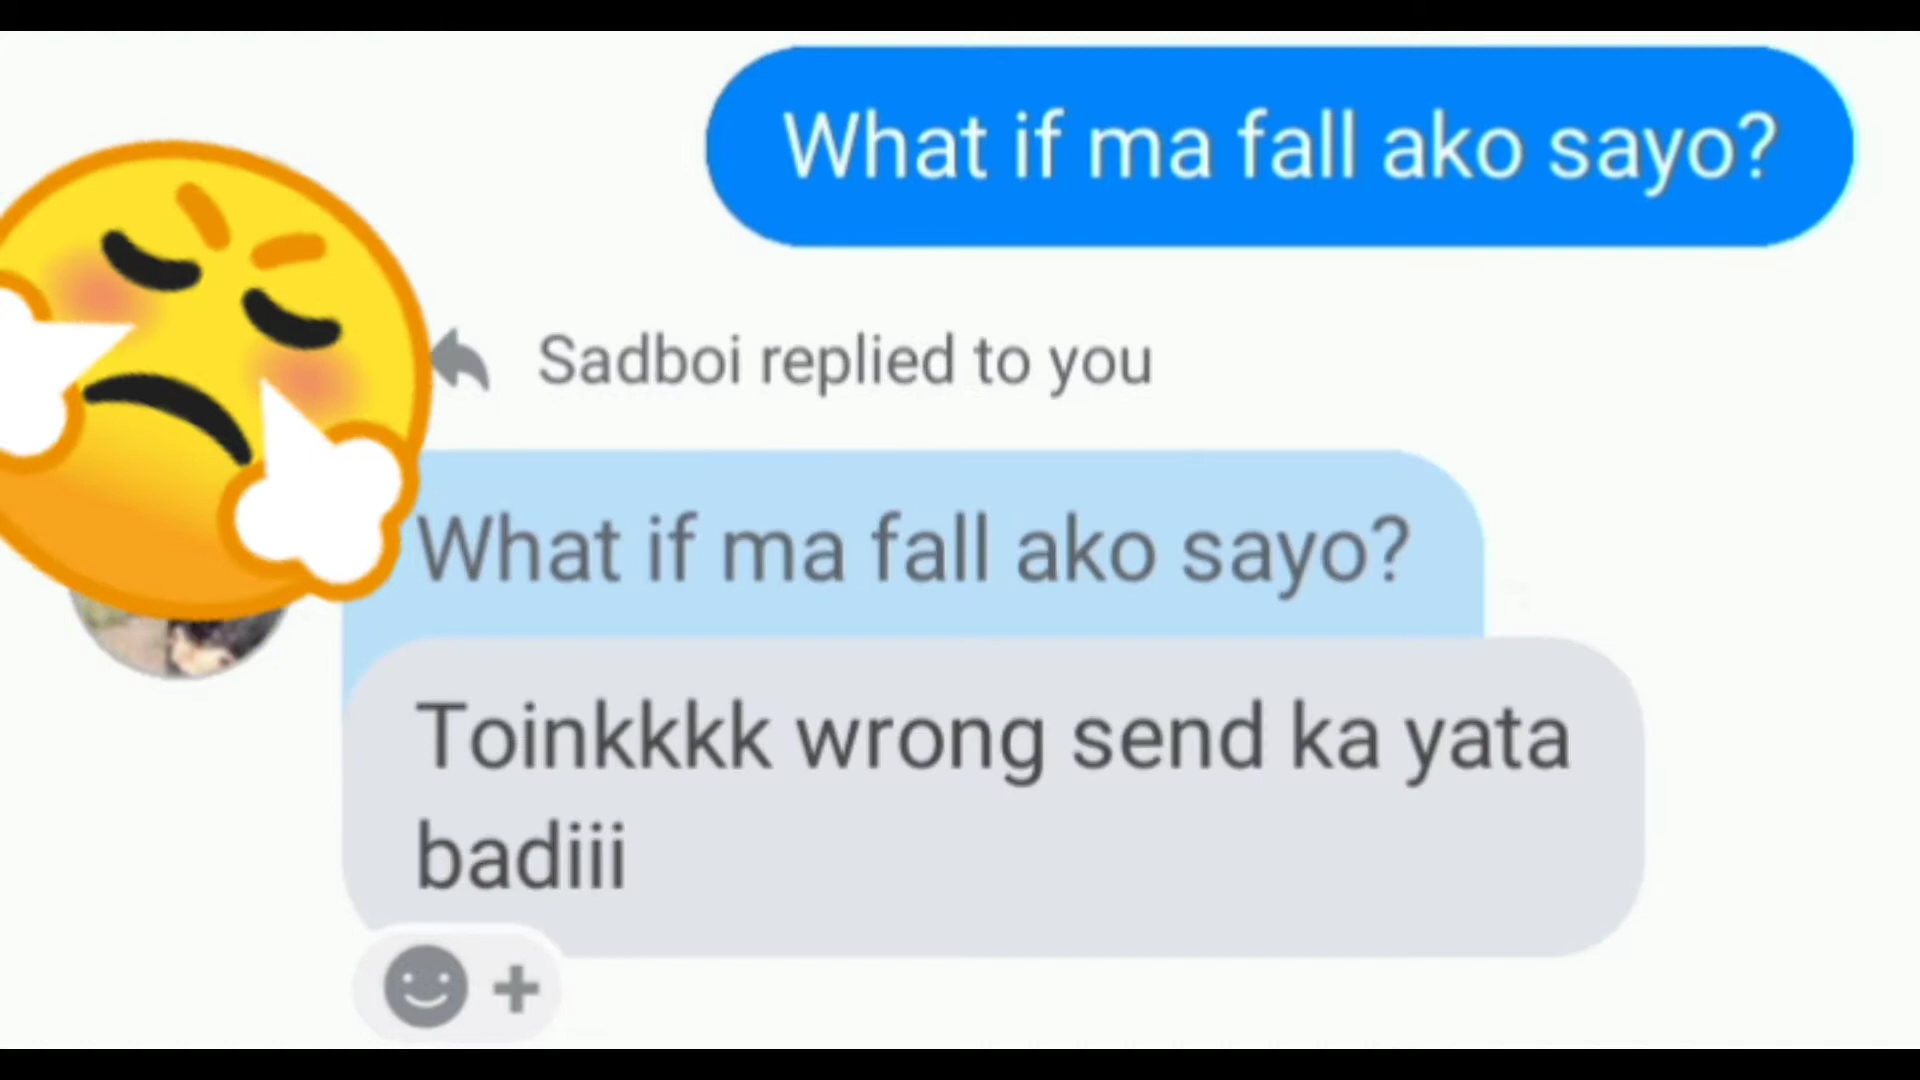 What if ma fall ako sayo?
Sadboi replied to you
What if ma fall ako sayo?
Toinkkkk wrong send ka yata
badiii